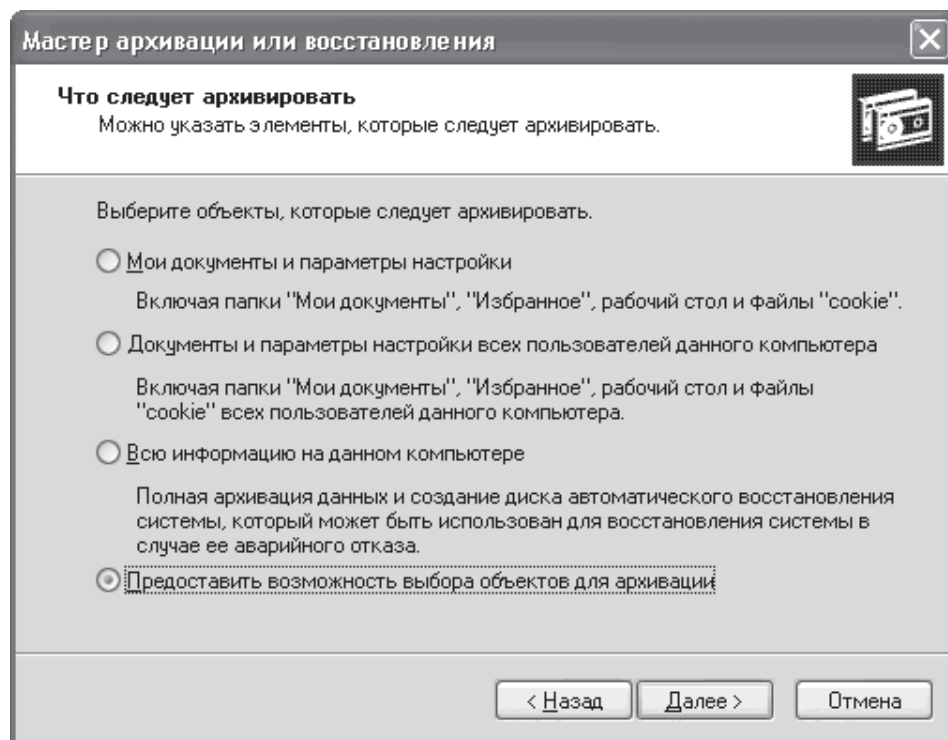 Мастер архивации или восстановления
Что следует архивировать
Можно указать элементы, которые следует архивировать.
Выберите объекты, которые следует архивировать.
Мои документы и параметры настройки
Включая папки "Мои документы", "Избранное", рабочий стол и файлы "cookie".
Документы и параметры настройки всех пользователей данного компьютера
Включая папки "Мои документы", "Избранное", рабочий стол и файлы
"cookie" всех пользователей данного компьютера.
Всю информацию на данном компьютере
Полная архивация данных и создание диска автоматического восстановления
системы, который может быть использован для восстановления системы в
случае ее аварийного отказа.
Предоставить возможность выбора объектов для архивации
< Назад Далее > Отмена